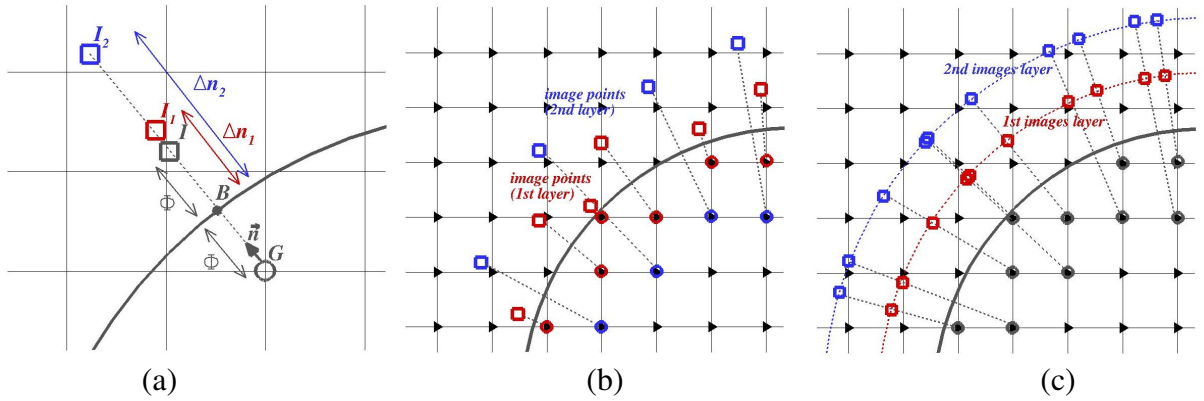 I₂
Δn₂
I₁
I
Δn₁
B
Φ
Φ
n⃗
G
(a)
image points
(2nd layer)
image points
(1st layer)
(b)
2nd images layer
1st images layer
(c)